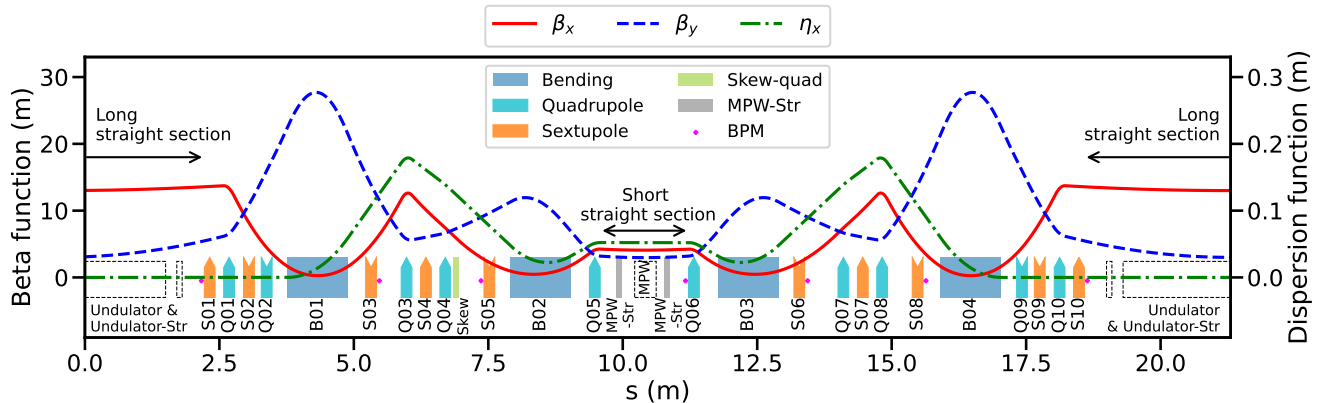 βx
βy
ηx
Bending
Quadrupole
Sextupole
Skew-quad
MPW-Str
BPM
Beta function (m)
30
20
10
0
Long
straight section
Short
straight section
Long
straight section
0.3
0.2
0.1
0.0
Dispersion function (m)
Undulator &
Undulator-Str
S01
Q01
S02
Q02
B01
S03
Q03
S04
Q04
Skew
S05
B02
Q05
MPW
-Str
MPW
MPW
-Str
Q06
B03
S06
Q07
S07
Q08
S08
B04
Q09
S09
Q10
S10
Undulator
& Undulator-Str
0.0
2.5
5.0
7.5
10.0
12.5
15.0
17.5
20.0
s (m)